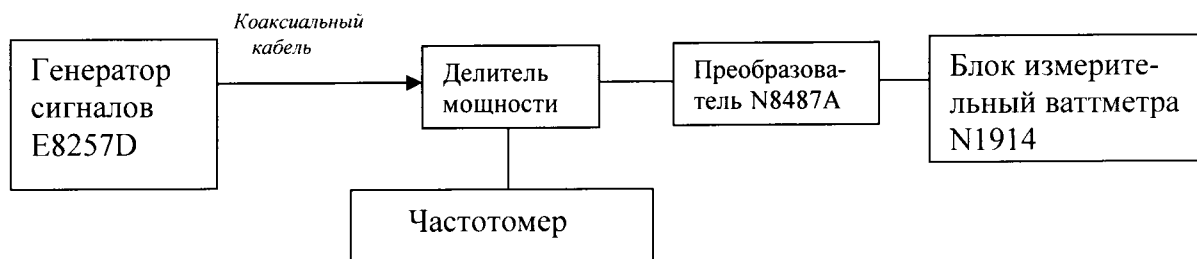 Коаксиальный
кабель
Генератор
сигналов
E8257D
Делитель
мощности
Преобразова-
тель N8487A
Блок измерите-
льный ваттметра
N1914
Частотомер